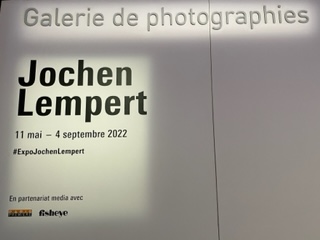 Galerie de photographies
Jochen
Lempert
11 mai – 4 septembre 2022
#ExpoJochenLempert
En partenariat media avec
fisheye